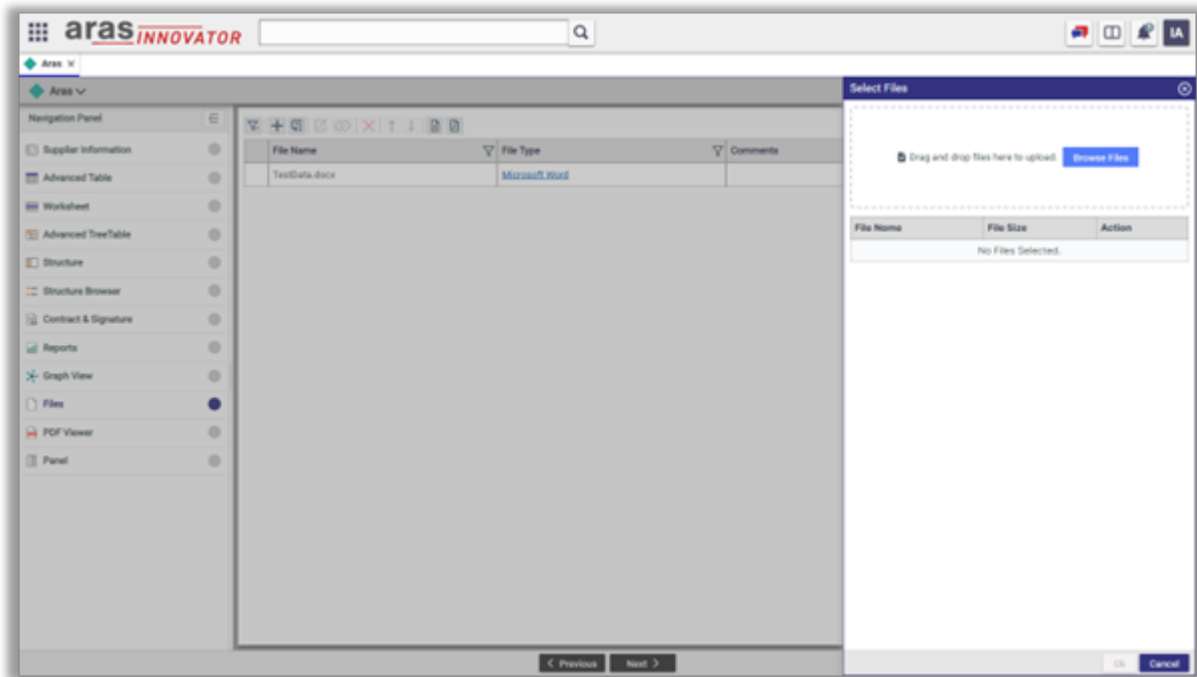 aras INNOVATOR
IA
Aras ×
Aras
Select Files
Navigation Panel
Supplier Information
Advanced Table
Worksheet
Advanced TreeTable
Structure
Structure Browser
Contract & Signature
Reports
Graph View
Files
PDF Viewer
Panel
File Name File Type Comments
TestData.docx Microsoft Word
Drag and drop files here to upload. Browse Files
File Name File Size Action
No Files Selected.
< Previous Next >
Ok Cancel